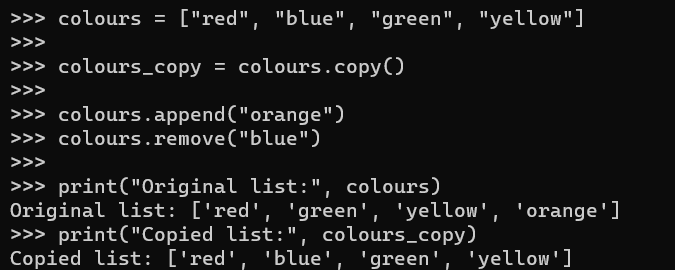 >>> colours = ["red", "blue", "green", "yellow"]
>>>
>>> colours_copy = colours.copy()
>>>
>>> colours.append("orange")
>>> colours.remove("blue")
>>>
>>> print("Original list:", colours)
Original list: ['red', 'green', 'yellow', 'orange']
>>> print("Copied list:", colours_copy)
Copied list: ['red', 'blue', 'green', 'yellow']